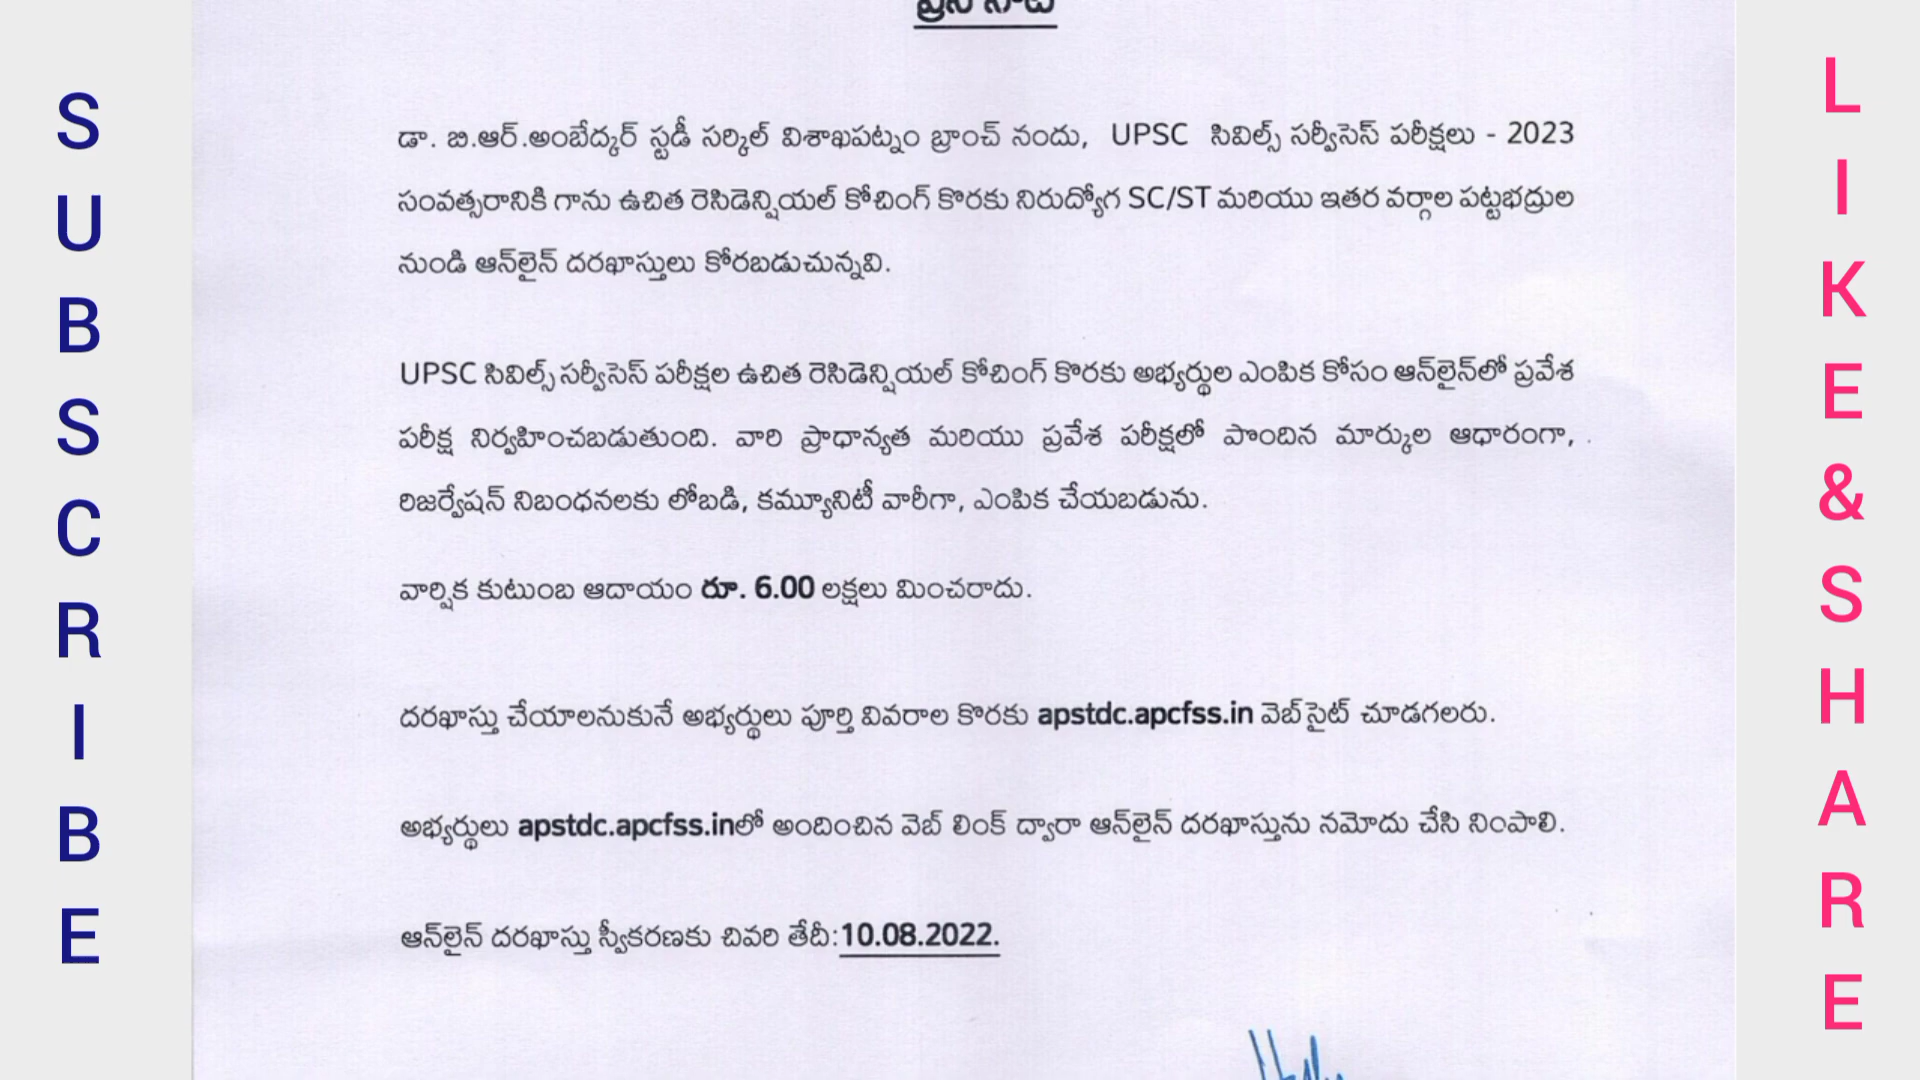 ప్రెస్ నోట్
డా. బి.ఆర్.అంబేద్కర్ స్టడీ సర్కిల్ విశాఖపట్నం బ్రాంచ్ నందు, UPSC సివిల్స్ సర్వీసెస్ పరీక్షలు - 2023
సంవత్సరానికి గాను ఉచిత రెసిడెన్షియల్ కోచింగ్ కొరకు నిరుద్యోగ SC/ST మరియు ఇతర వర్గాల పట్టభద్రుల
నుండి ఆన్‌లైన్ దరఖాస్తులు కోరబడుచున్నవి.
UPSC సివిల్స్ సర్వీసెస్ పరీక్షల ఉచిత రెసిడెన్షియల్ కోచింగ్ కొరకు అభ్యర్థుల ఎంపిక కోసం ఆన్‌లైన్‌లో ప్రవేశ
పరీక్ష నిర్వహించబడుతుంది. వారి ప్రాధాన్యత మరియు ప్రవేశ పరీక్షలో పొందిన మార్కుల ఆధారంగా,
రిజర్వేషన్ నిబంధనలకు లోబడి, కమ్యూనిటీ వారీగా, ఎంపిక చేయబడును.
వార్షిక కుటుంబ ఆదాయం రూ. 6.00 లక్షలు మించరాదు.
దరఖాస్తు చేయాలనుకునే అభ్యర్థులు పూర్తి వివరాల కొరకు apstdc.apcfss.in వెబ్‌సైట్ చూడగలరు.
అభ్యర్థులు apstdc.apcfss.inలో అందించిన వెబ్ లింక్ ద్వారా ఆన్‌లైన్ దరఖాస్తును నమోదు చేసి నింపాలి.
ఆన్‌లైన్ దరఖాస్తు స్వీకరణకు చివరి తేదీ:10.08.2022.
SUBSCRIBE
LIKE&SHARE